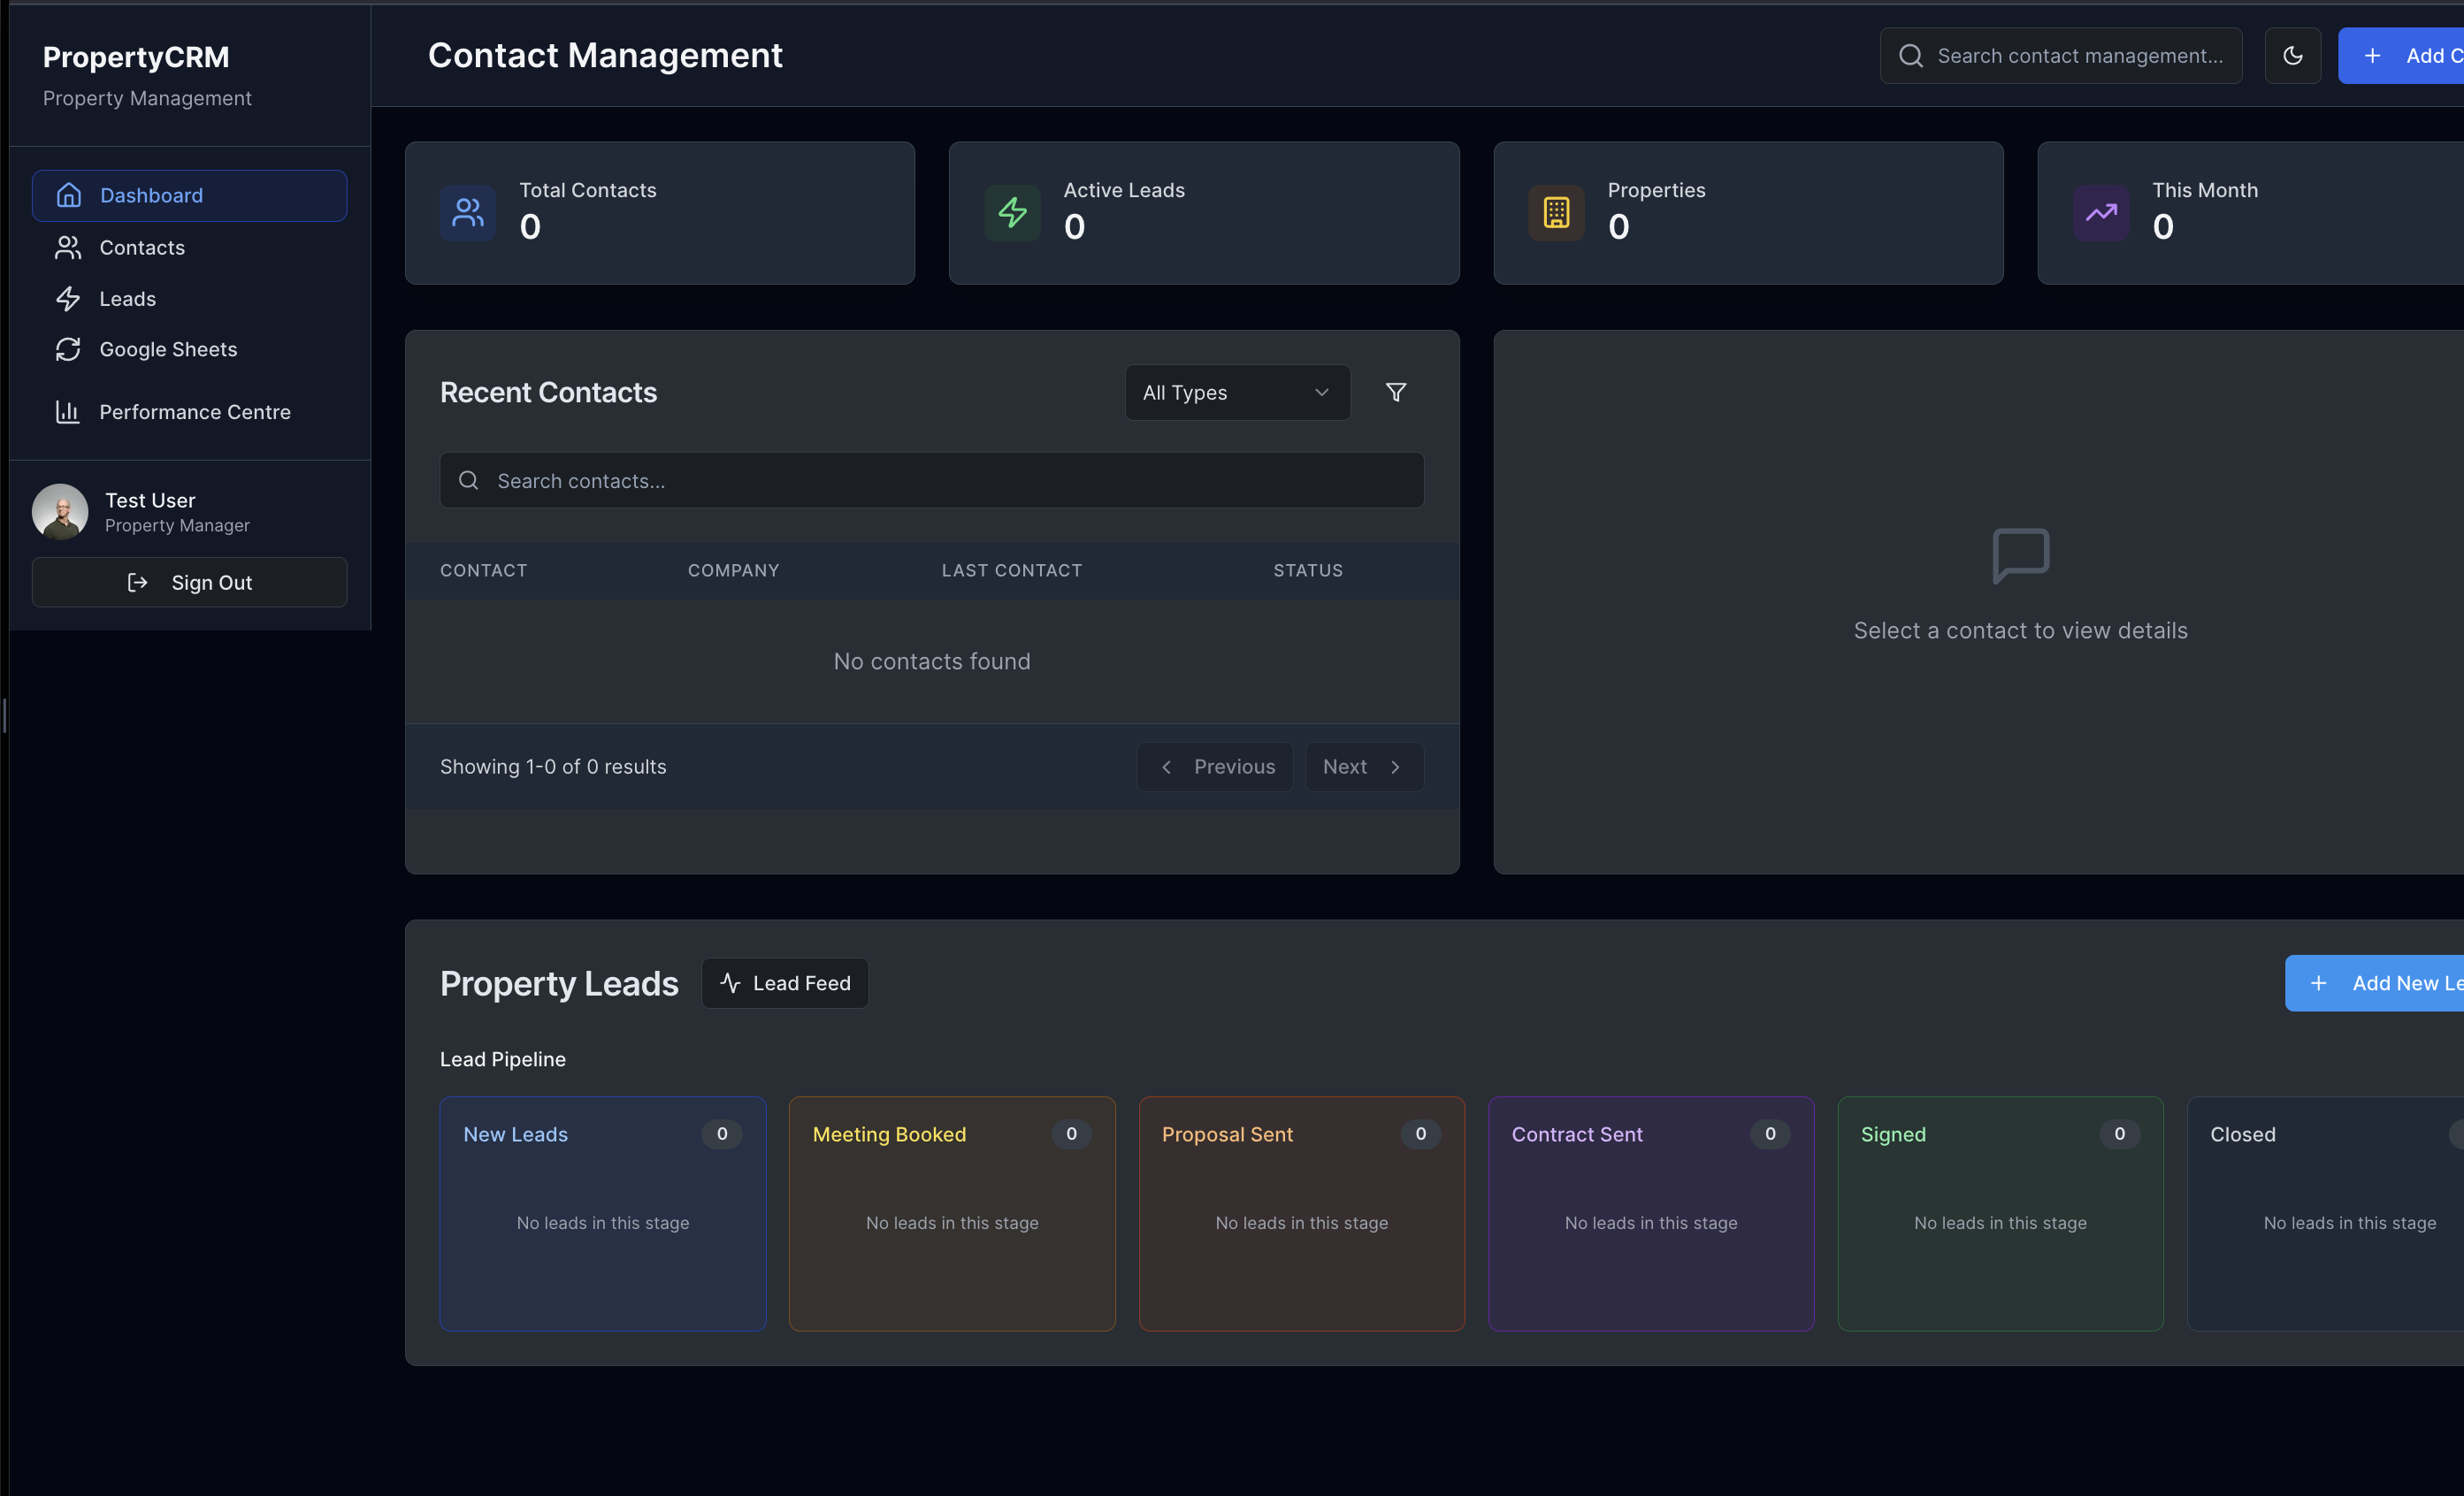 PropertyCRM
Property Management
Dashboard
Contacts
Leads
Google Sheets
Performance Centre
Test User
Property Manager
Sign Out
Contact Management
Search contact management...
Add C
Total Contacts
0
Active Leads
0
Properties
0
This Month
0
Recent Contacts
All Types
Search contacts...
CONTACT COMPANY LAST CONTACT STATUS
No contacts found
Showing 1-0 of 0 results
Previous
Next
Select a contact to view details
Property Leads
Lead Feed
Add New Le
Lead Pipeline
New Leads 0
No leads in this stage
Meeting Booked 0
No leads in this stage
Proposal Sent 0
No leads in this stage
Contract Sent 0
No leads in this stage
Signed 0
No leads in this stage
Closed
No leads in this stage